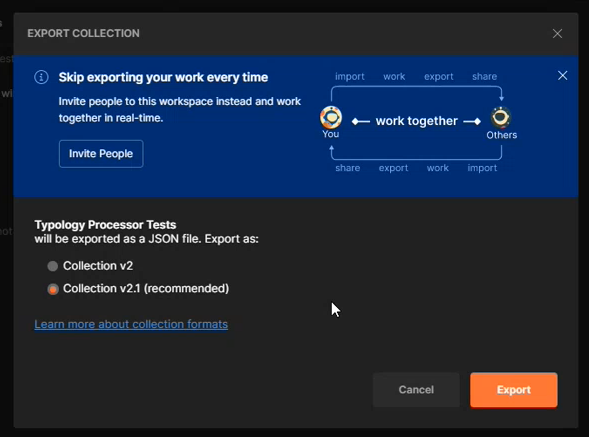 EXPORT COLLECTION
Skip exporting your work every time
Invite people to this workspace instead and work
together in real-time.
Invite People
import work export share
You
work together
Others
share export work import
Typology Processor Tests
will be exported as a JSON file. Export as:
Collection v2
Collection v2.1 (recommended)
Learn more about collection formats
Cancel
Export